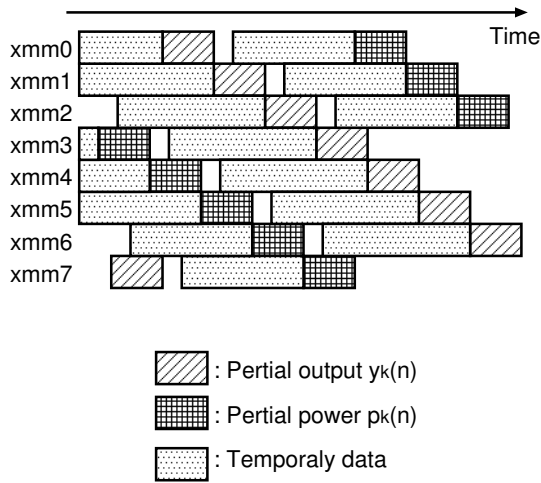 Time
xmm0
xmm1
xmm2
xmm3
xmm4
xmm5
xmm6
xmm7
: Pertial output yk(n)
: Pertial power pk(n)
: Temporaly data